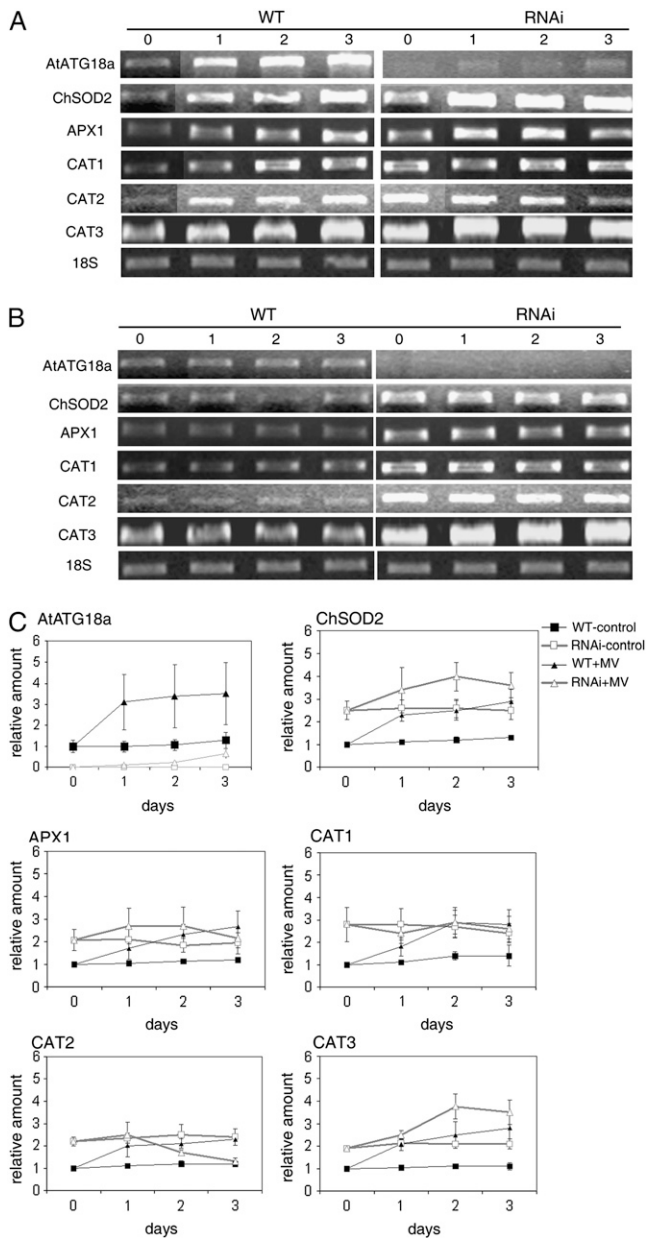 A
WT RNAi
0 1 2 3 0 1 2 3
AtATG18a
ChSOD2
APX1
CAT1
CAT2
CAT3
18S
B
WT RNAi
0 1 2 3 0 1 2 3
AtATG18a
ChSOD2
APX1
CAT1
CAT2
CAT3
18S
C
AtATG18a
relative amount
6
5
4
3
2
1
0
0 1 2 3
days
ChSOD2
relative amount
6
5
4
3
2
1
0
0 1 2 3
days
WT-control
RNAi-control
WT+MV
RNAi+MV
APX1
relative amount
6
5
4
3
2
1
0
0 1 2 3
days
CAT1
relative amount
6
5
4
3
2
1
0
0 1 2 3
days
CAT2
relative amount
6
5
4
3
2
1
0
0 1 2 3
days
CAT3
relative amount
6
5
4
3
2
1
0
0 1 2 3
days